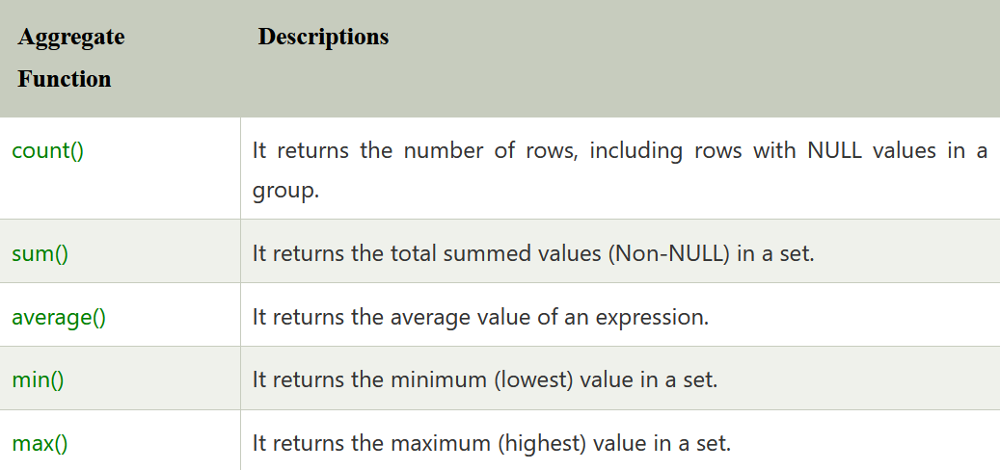 Aggregate Descriptions
Function
count() It returns the number of rows, including rows with NULL values in a
group.
sum() It returns the total summed values (Non-NULL) in a set.
average() It returns the average value of an expression.
min() It returns the minimum (lowest) value in a set.
max() It returns the maximum (highest) value in a set.